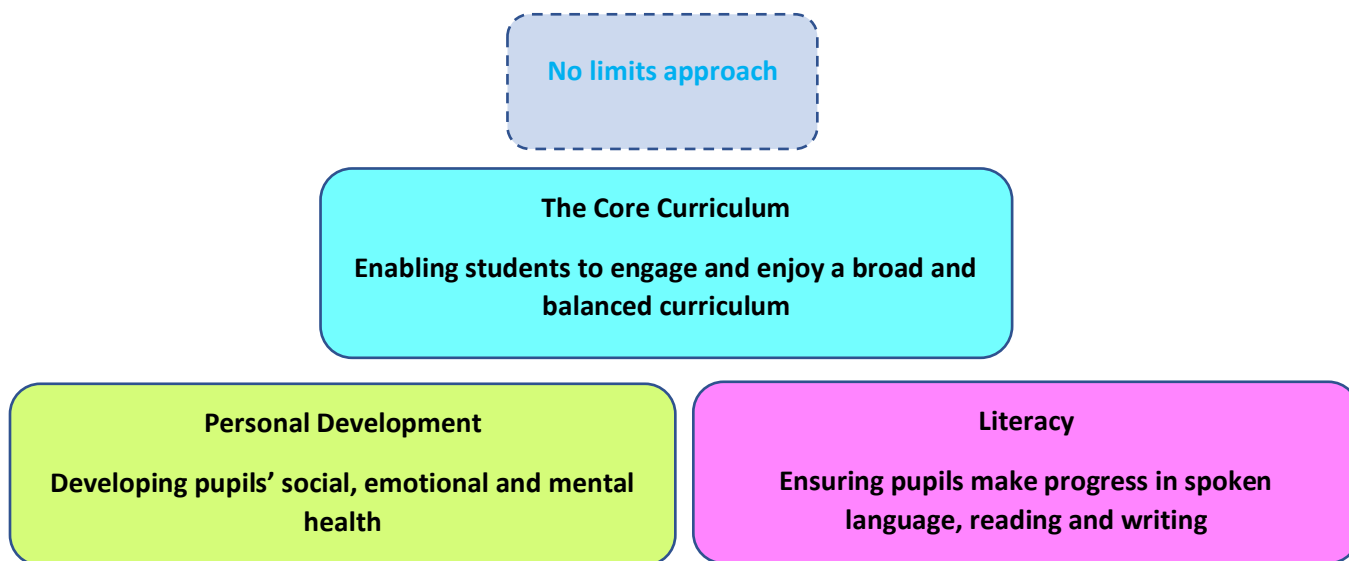 No limits approach
The Core Curriculum
Enabling students to engage and enjoy a broad and
balanced curriculum
Personal Development
Developing pupils’ social, emotional and mental
health
Literacy
Ensuring pupils make progress in spoken
language, reading and writing